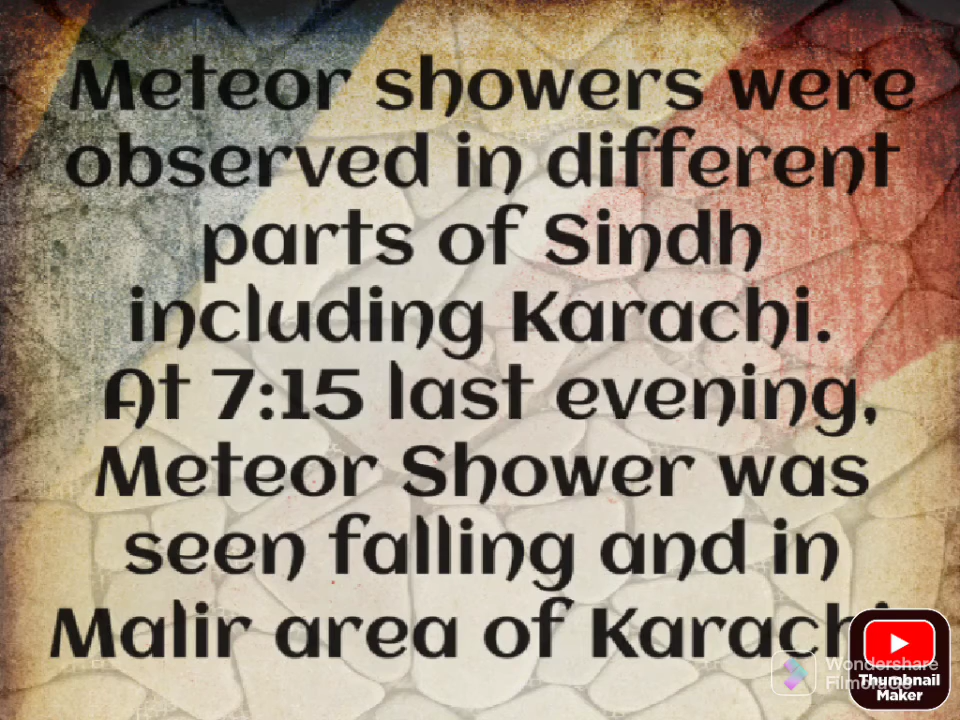 Meteor showers were
observed in different
parts of Sindh
including Karachi.
At 7:15 last evening,
Meteor Shower was
seen falling and in
Malir area of Karachi
Wondershare
Filmora
Thumbnail
Maker